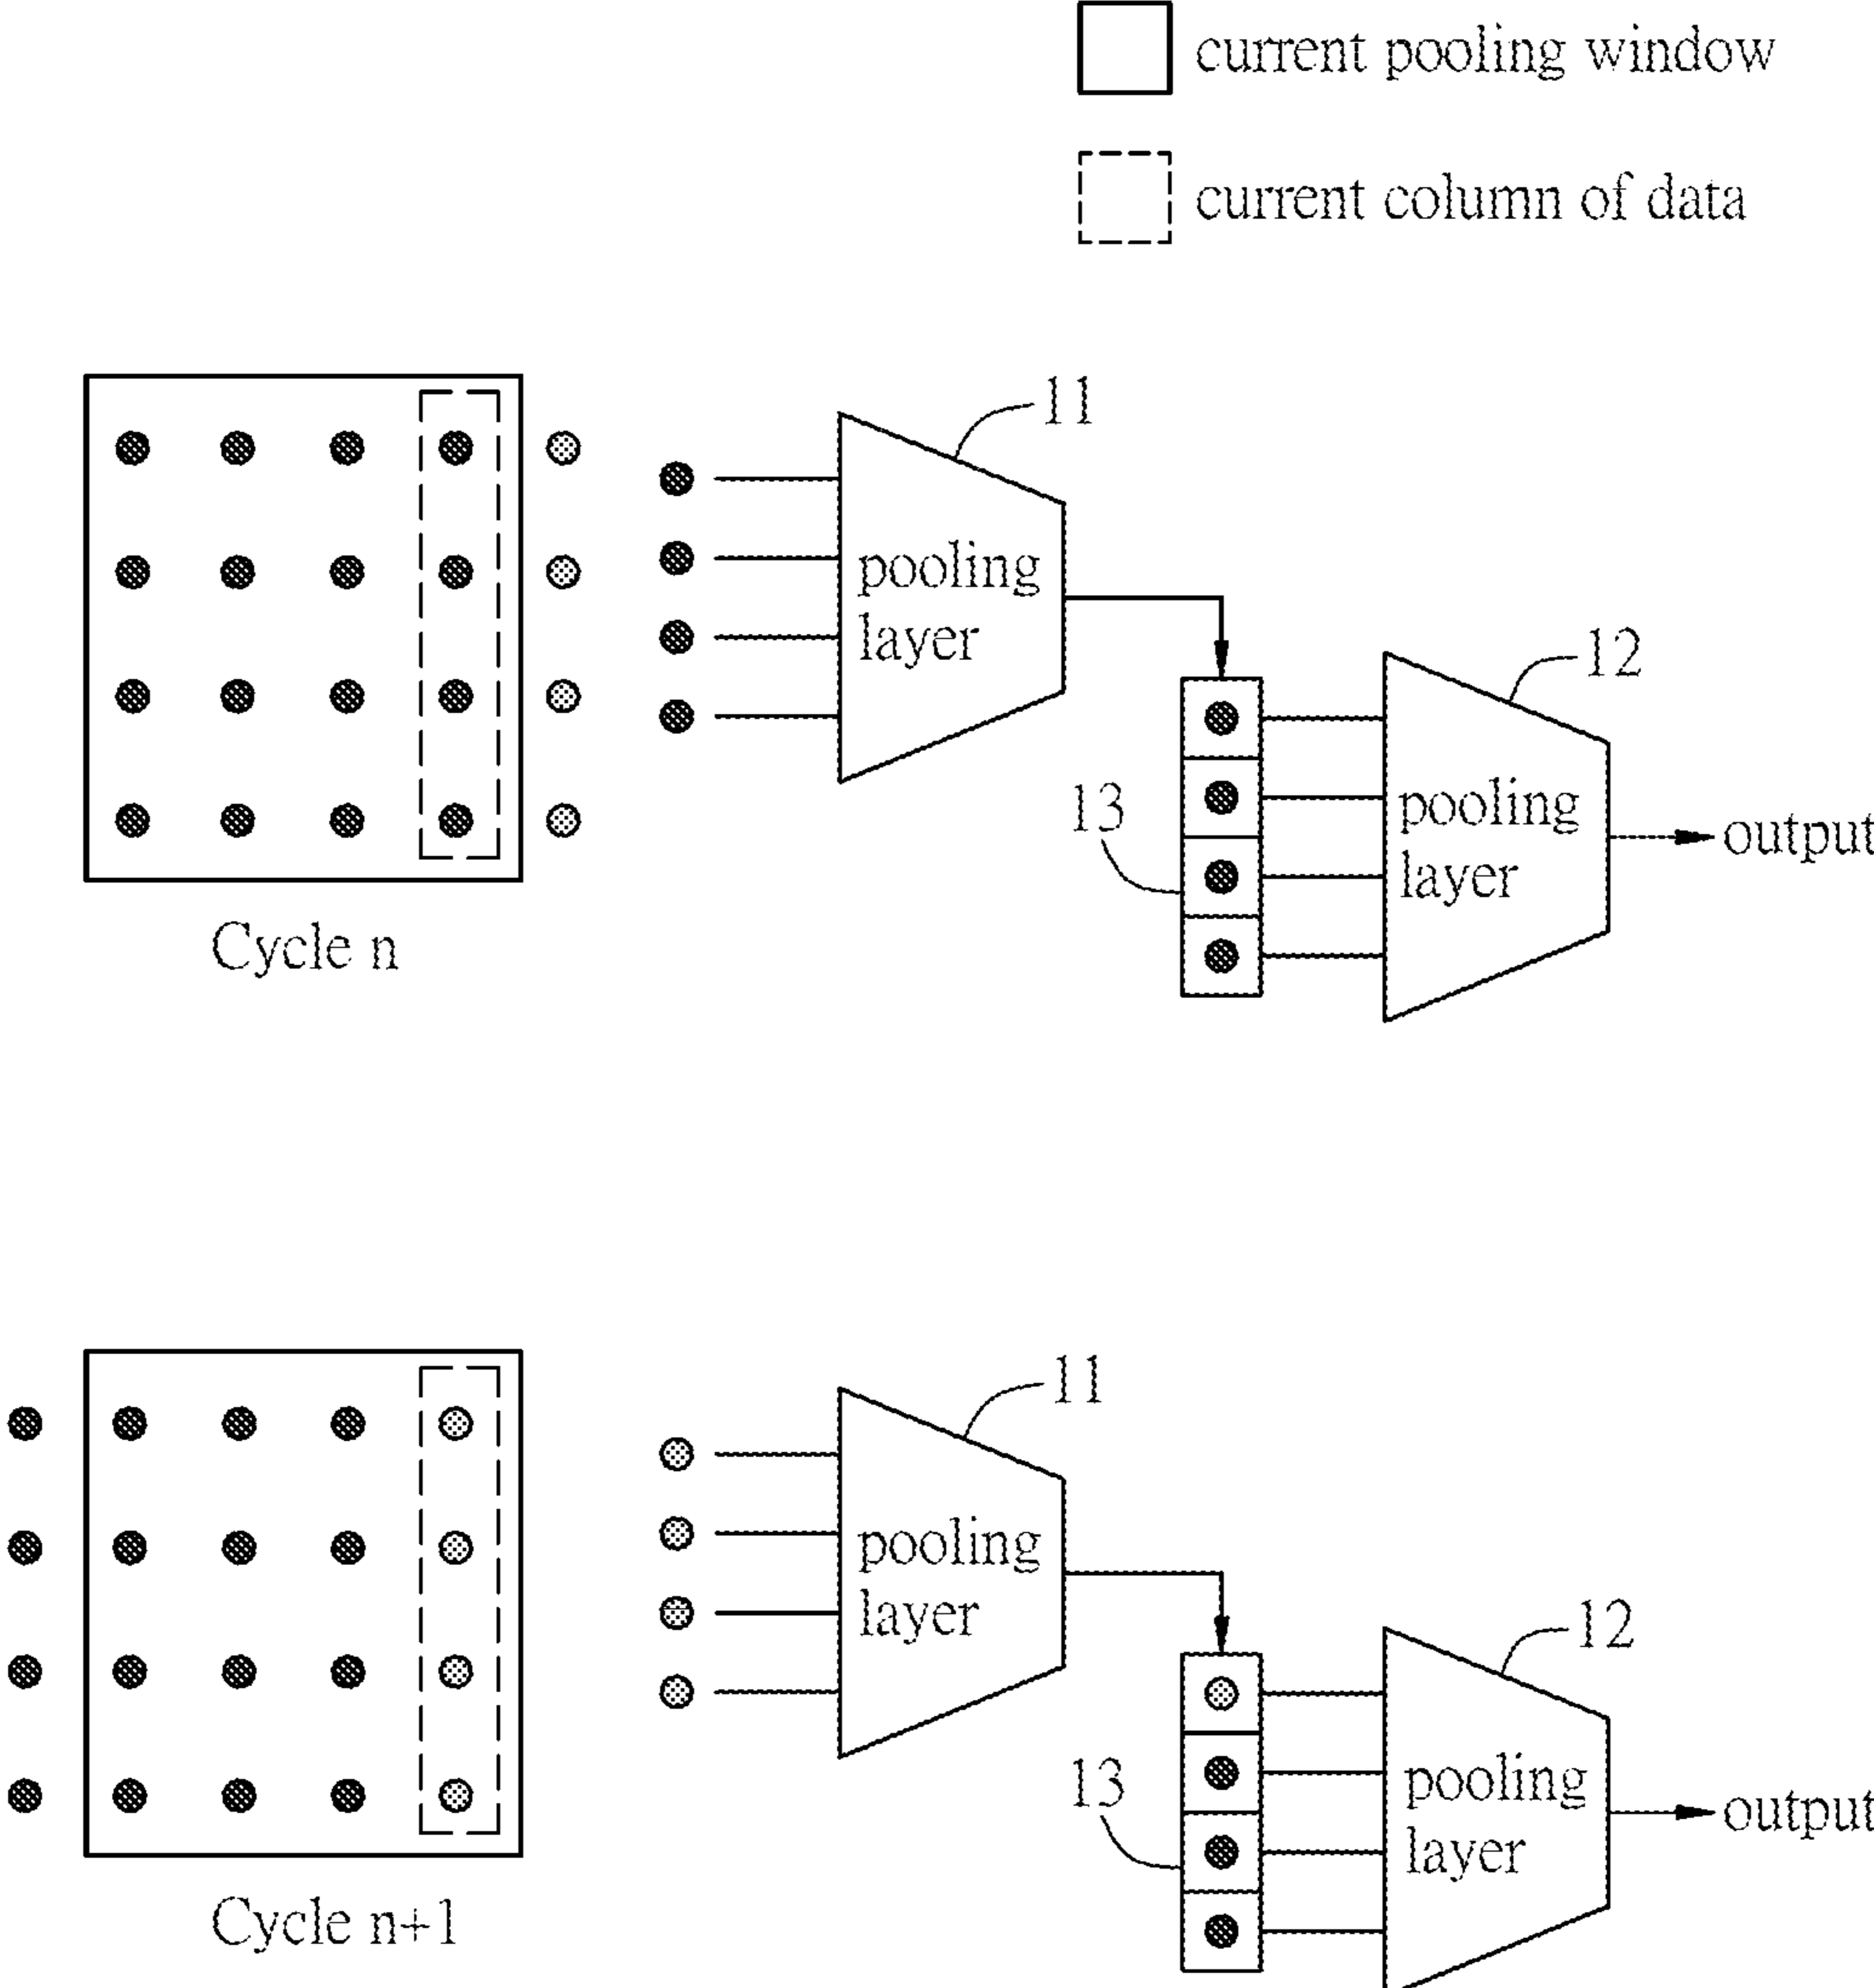 current pooling window
current column of data
11
pooling
layer
12
13
pooling
layer
output
Cycle n
11
pooling
layer
12
13
pooling
layer
output
Cycle n+1